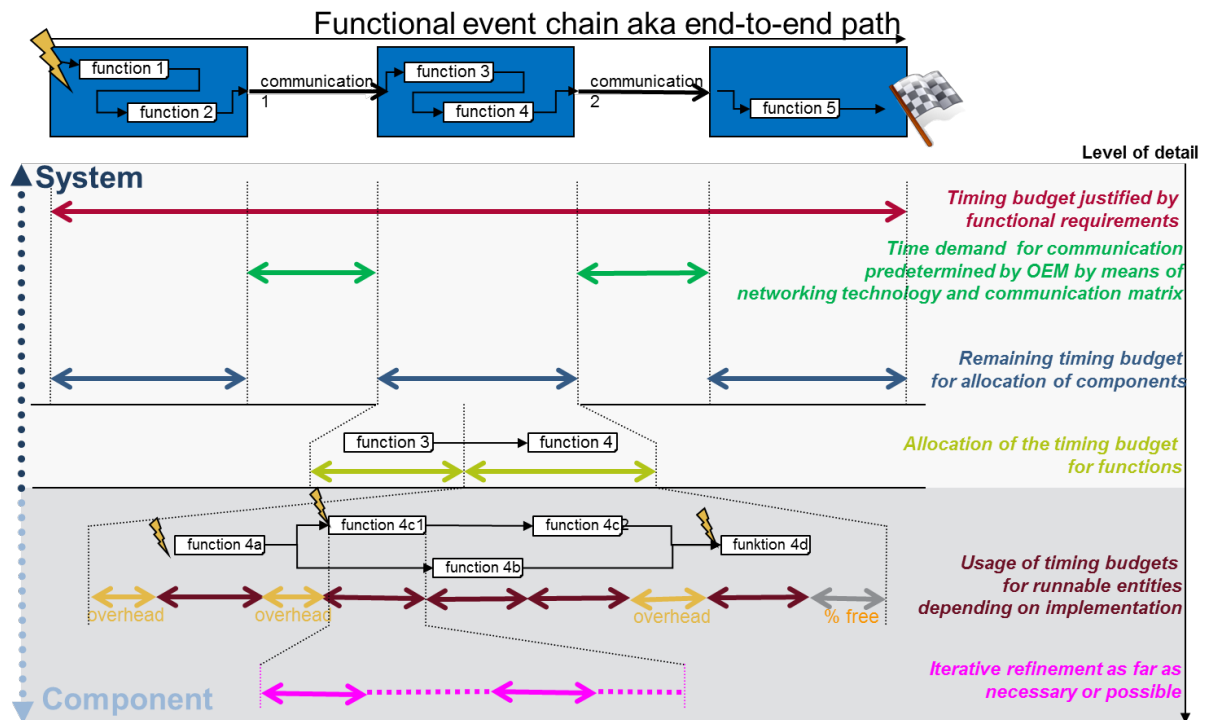 Functional event chain aka end-to-end path
function 1
function 2
communication
1
function 3
function 4
communication
2
function 5
Level of detail
System
Timing budget justified by
functional requirements
Time demand for communication
predetermined by OEM by means of
networking technology and communication matrix
Remaining timing budget
for allocation of components
function 3
function 4
Allocation of the timing budget
for functions
function 4a
function 4c1
function 4c2
function 4b
funktion 4d
Usage of timing budgets
for runnable entities
depending on implementation
overhead
overhead
overhead
% free
Iterative refinement as far as
necessary or possible
Component